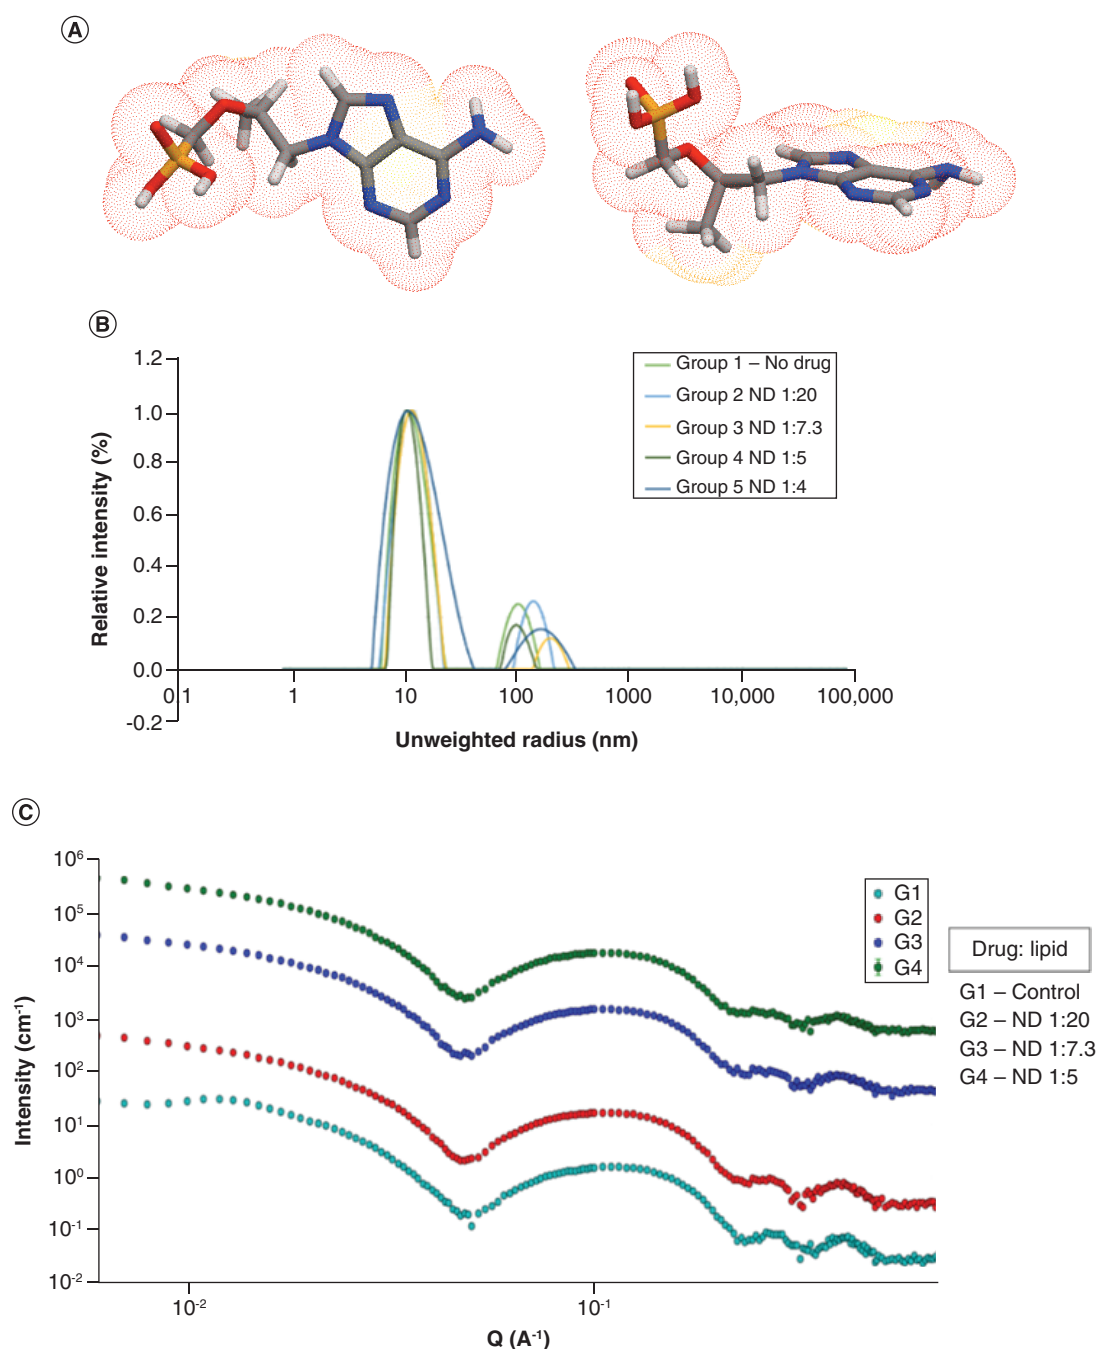 A
B
1.2
1.0
0.8
0.6
0.4
0.2
0.0
-0.2
Relative intensity (%)
Group 1 – No drug
Group 2 ND 1:20
Group 3 ND 1:7.3
Group 4 ND 1:5
Group 5 ND 1:4
0.1 1 10 100 1000 10,000 100,000
Unweighted radius (nm)
C
10⁶
10⁵
10⁴
10³
10²
10¹
10⁰
10⁻¹
10⁻²
Intensity (cm⁻¹)
G1
G2
G3
G4
Drug: lipid
G1 – Control
G2 – ND 1:20
G3 – ND 1:7.3
G4 – ND 1:5
10⁻² 10⁻¹
Q (A⁻¹)